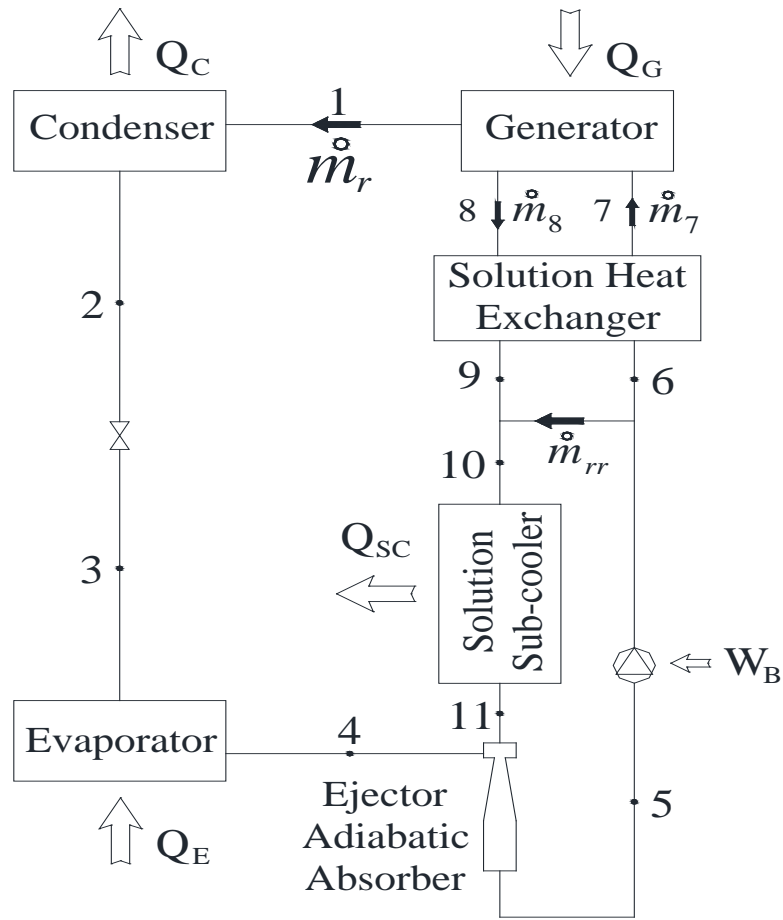 Q_C
Q_G
Condenser
1
ṁ_r
Generator
8
ṁ_8
7
ṁ_7
Solution Heat
Exchanger
2
9
6
ṁ_rr
10
Q_SC
Solution
Sub-cooler
3
W_B
11
4
Evaporator
5
Ejector
Adiabatic
Absorber
Q_E